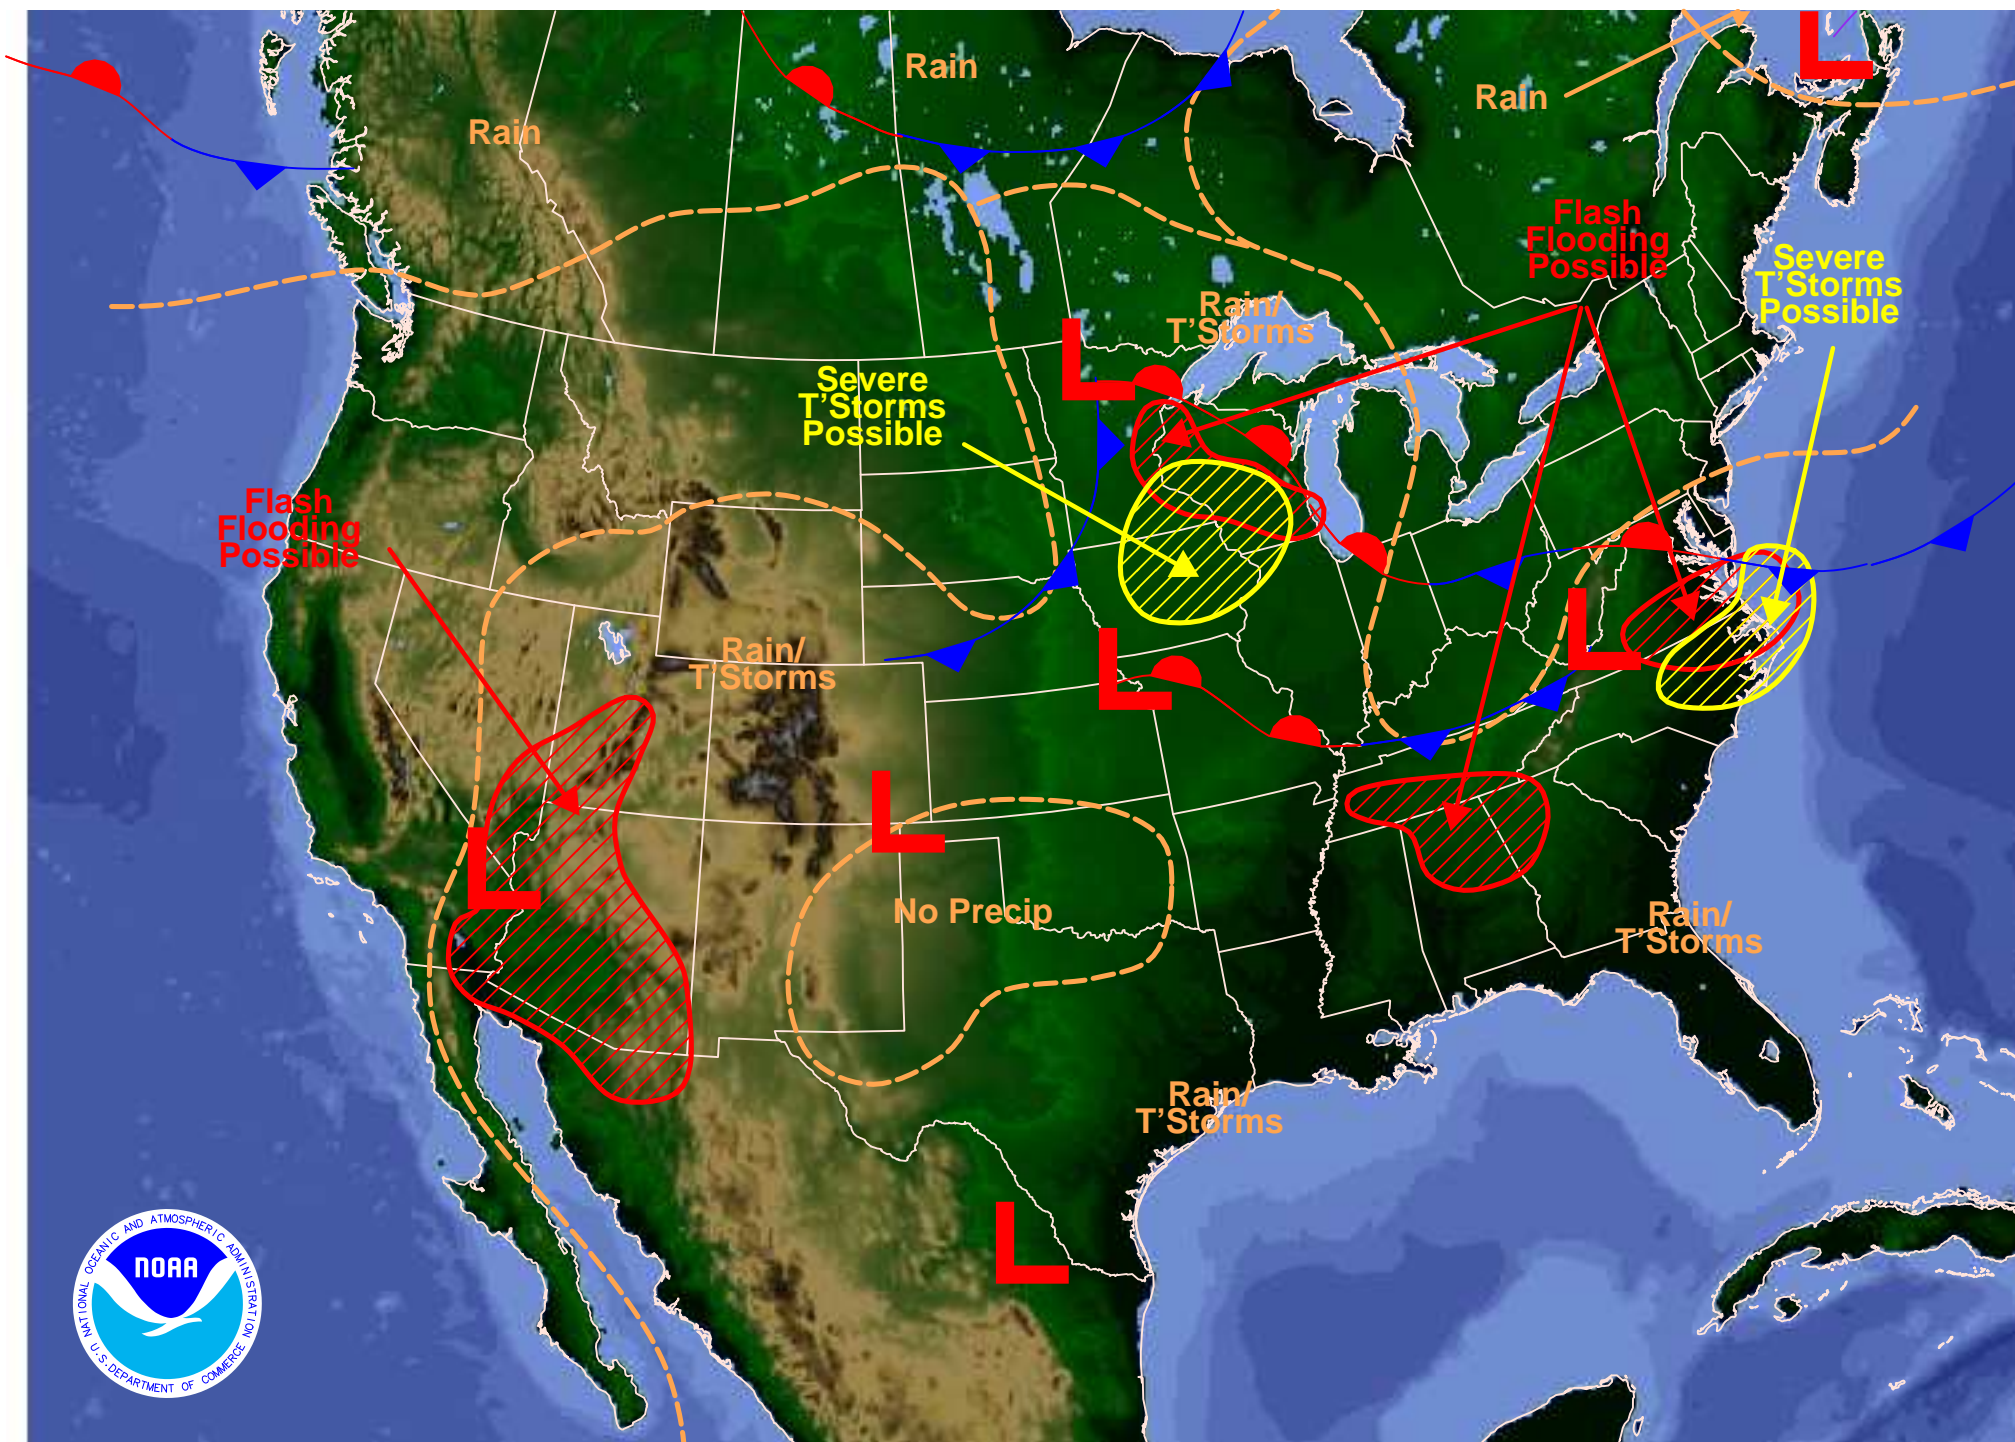 Rain
Rain
Rain
L
Flash
Flooding
Possible
Severe
T'Storms
Possible
Rain/
T'Storms
L
Severe
T'Storms
Possible
Flash
Flooding
Possible
L
Rain/
T'Storms
L
L
L
No Precip
Rain/
T'Storms
Rain/
T'Storms
L
NATIONAL OCEANIC AND ATMOSPHERIC ADMINISTRATION
NOAA
U.S. DEPARTMENT OF COMMERCE